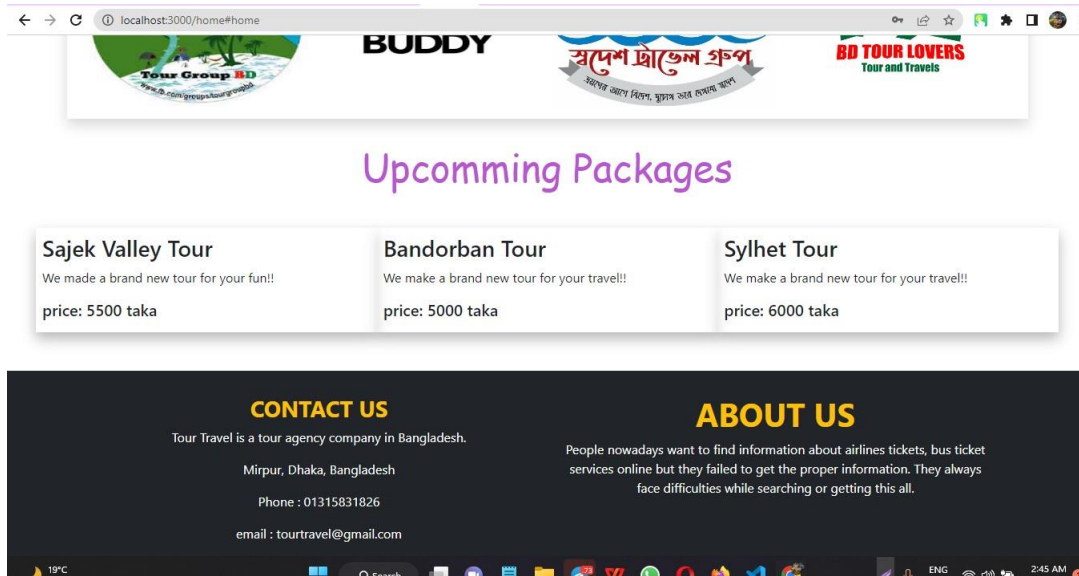 localhost:3000/home#home
BUDDY
Tour Group BD
www.fb.com/groups/tourgroupbd
স্বদেশ ট্রাভেল গ্রুপ
BD TOUR LOVERS
Tour and Travels
Upcomming Packages
Sajek Valley Tour
Bandorban Tour
Sylhet Tour
We made a brand new tour for your fun!!
We make a brand new tour for your travel!!
We make a brand new tour for your travel!!
price: 5500 taka
price: 5000 taka
price: 6000 taka
CONTACT US
Tour Travel is a tour agency company in Bangladesh.
Mirpur, Dhaka, Bangladesh
Phone : 01315831826
email : tourtravel@gmail.com
ABOUT US
People nowadays want to find information about airlines tickets, bus ticket
services online but they failed to get the proper information. They always
face difficulties while searching or getting this all.
19°C
Search
ENG
2:45 AM